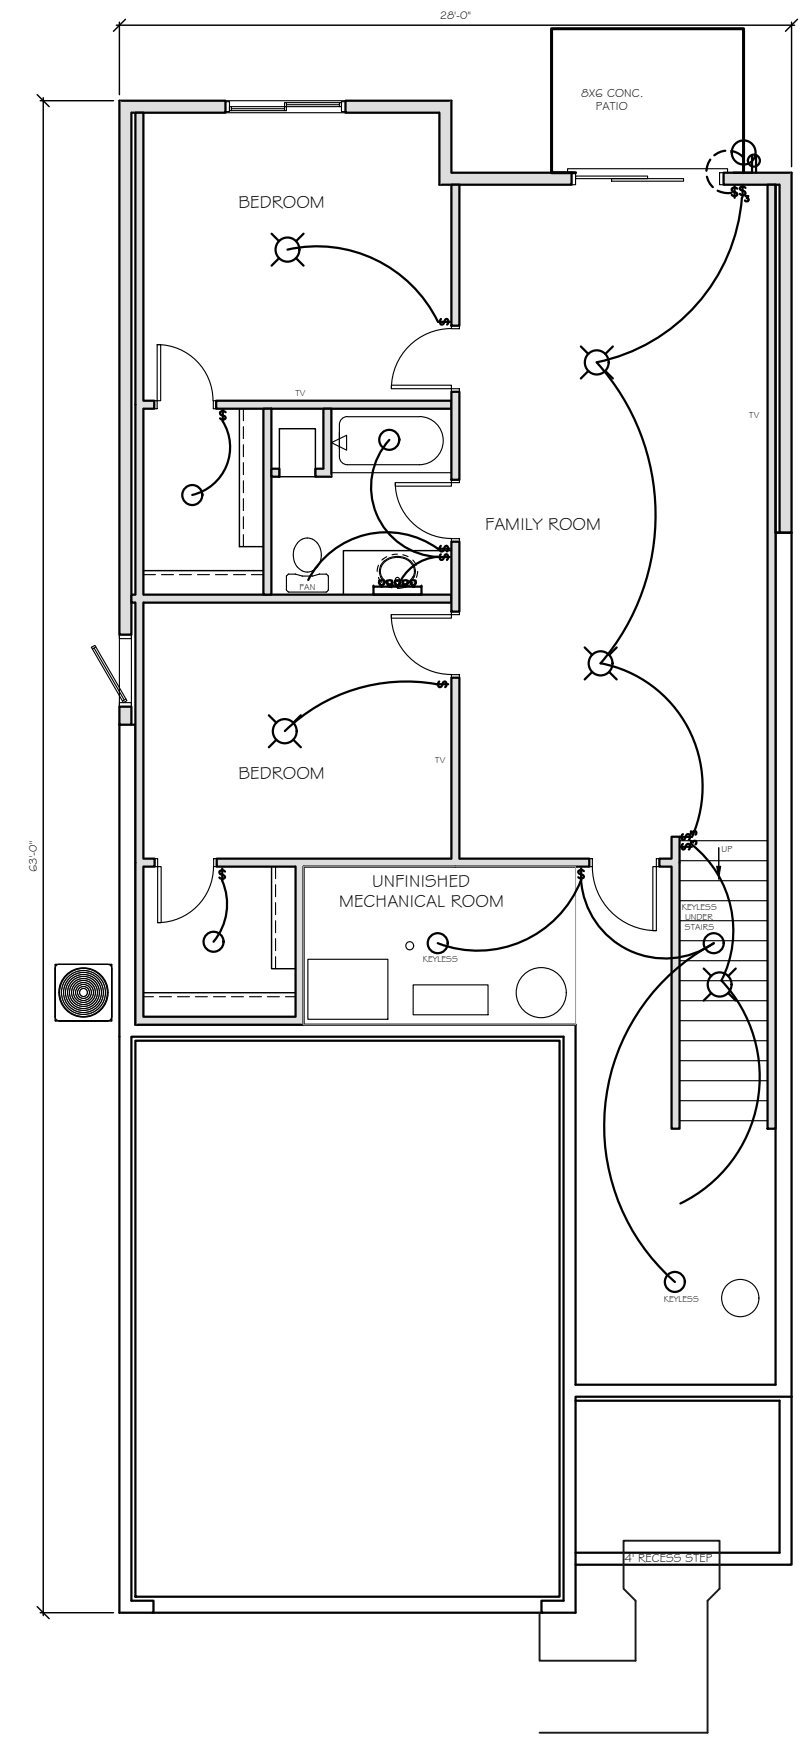 28'-0"
8X6 CONC.
PATIO
$$3
BEDROOM
$
TV
TV
$
FAMILY ROOM
$
$
FAN
$
BEDROOM
TV
63'-0"
UP
$
$
UNFINISHED
MECHANICAL ROOM
KEYLESS
UNDER
STAIRS
KEYLESS
KEYLESS
4' RECESS STEP